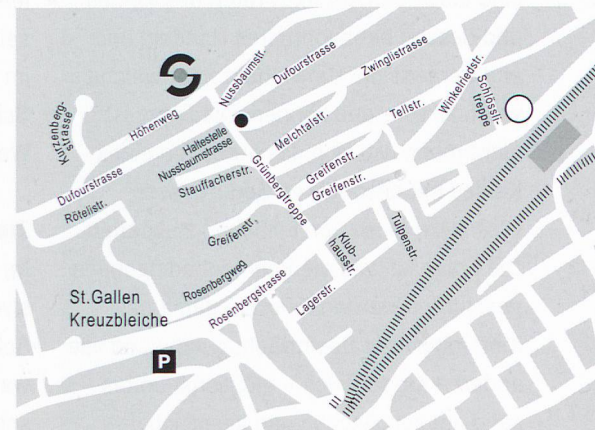 Nussbaumstr.
Dufourstrasse
Zwinglistrasse
Winkelriedstr.
Schlössli-
treppe
Kurzenberg-
strasse
Höhenweg
Haltestelle
Nussbaumstrasse
Melchtalstr.
Tellstr.
Dufourstrasse
Stauffacherstr.
Grünbergtreppe
Greifenstr.
Greifenstr.
Rötelistr.
Greifenstr.
Klub-
hausstr.
Tulpenstr.
Rosenbergweg
St.Gallen
Kreuzbleiche
Rosenbergstrasse
Lagerstr.
P